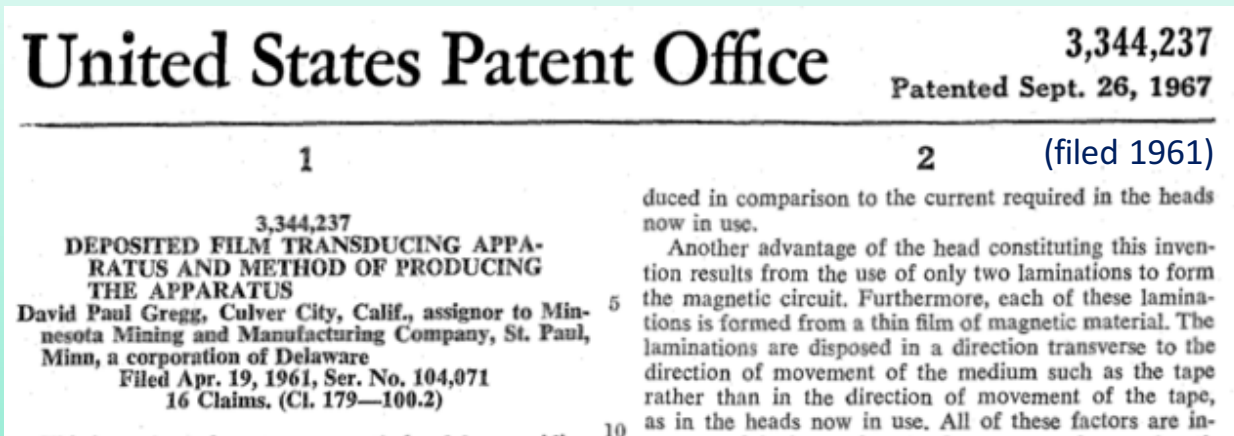 United States Patent Office
3,344,237
Patented Sept. 26, 1967
1
3,344,237
DEPOSITED FILM TRANSDUCING APPA-
RATUS AND METHOD OF PRODUCING
THE APPARATUS
David Paul Gregg, Culver City, Calif., assignor to Min-
nesota Mining and Manufacturing Company, St. Paul,
Minn, a corporation of Delaware
Filed Apr. 19, 1961, Ser. No. 104,071
16 Claims. (Cl. 179—100.2)
5
10
2
(filed 1961)
duced in comparison to the current required in the heads
now in use.
Another advantage of the head constituting this inven-
tion results from the use of only two laminations to form
the magnetic circuit. Furthermore, each of these lamina-
tions is formed from a thin film of magnetic material. The
laminations are disposed in a direction transverse to the
direction of movement of the medium such as the tape
rather than in the direction of movement of the tape,
as in the heads now in use. All of these factors are in-